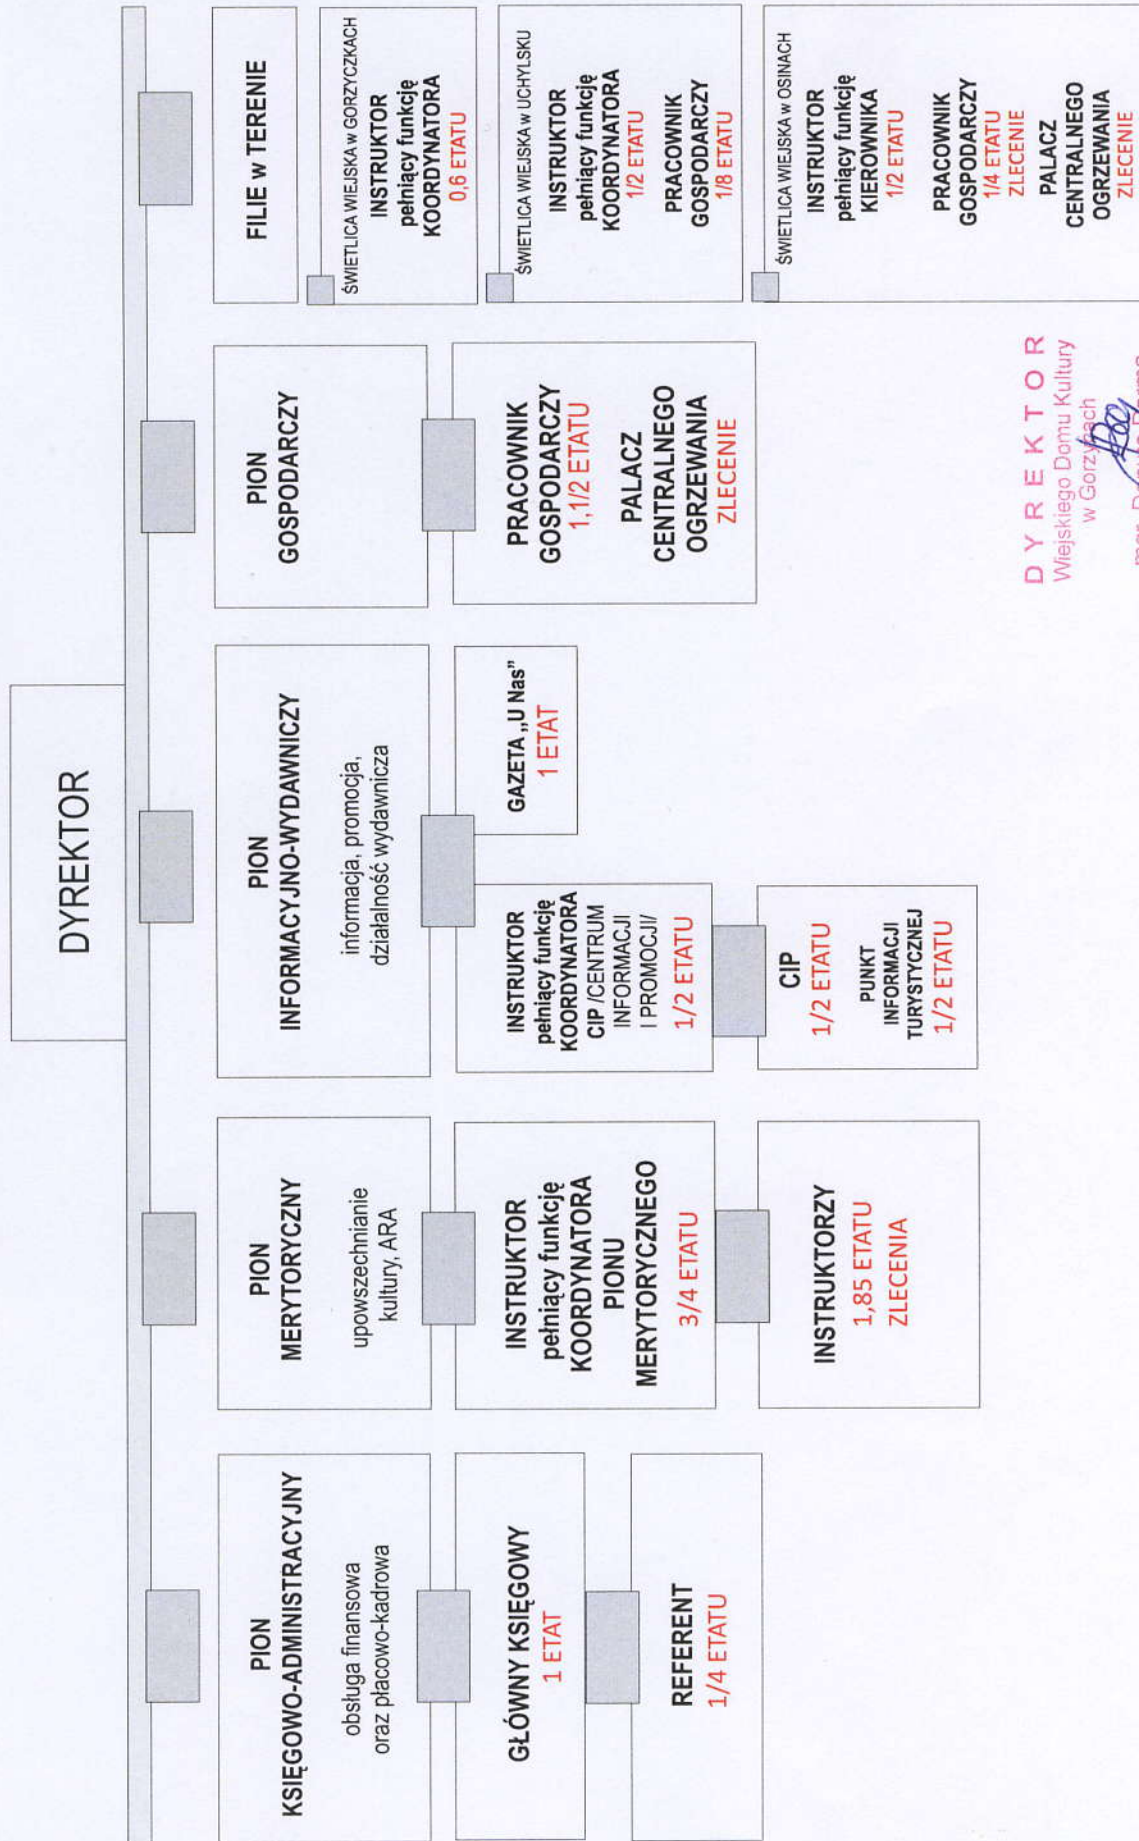 DYREKTOR
PION
KSIĘGOWO-ADMINISTRACYJNY
obsługa finansowa
oraz płacowo-kadrowa
GŁÓWNY KSIĘGOWY
1 ETAT
REFERENT
1/4 ETATU
PION
MERYTORYCZNY
upowszechnianie
kultury, ARA
INSTRUKTOR
pełniący funkcję
KOORDYNATORA
PIONU
MERYTORYCZNEGO
3/4 ETATU
INSTRUKTORZY
1,85 ETATU
ZLECENIA
PION
INFORMACYJNO-WYDAWNICZY
informacja, promocja,
działalność wydawnicza
INSTRUKTOR
pełniący funkcję
KOORDYNATORA
CIP /CENTRUM
INFORMACJI
I PROMOCJI/
1/2 ETATU
CIP
1/2 ETATU
PUNKT
INFORMACJI
TURYSTYCZNEJ
1/2 ETATU
GAZETA „U Nas”
1 ETAT
PION
GOSPODARCZY
PRACOWNIK
GOSPODARCZY
1,1/2 ETATU
PALACZ
CENTRALNEGO
OGRZEWANIA
ZLECENIE
FILIE w TERENIE
ŚWIETLICA WIEJSKA w GORZYCZKACH
INSTRUKTOR
pełniący funkcję
KOORDYNATORA
0,6 ETATU
ŚWIETLICA WIEJSKA w UCHYLSKU
INSTRUKTOR
pełniący funkcję
KOORDYNATORA
1/2 ETATU
PRACOWNIK
GOSPODARCZY
1/8 ETATU
ŚWIETLICA WIEJSKA w OSINACH
INSTRUKTOR
pełniący funkcję
KIEROWNIKA
1/2 ETATU
PRACOWNIK
GOSPODARCZY
1/4 ETATU
ZLECENIE
PALACZ
CENTRALNEGO
OGRZEWANIA
ZLECENIE
DYREKTOR
Wiejskiego Domu Kultury
w Gorzycach
mgr